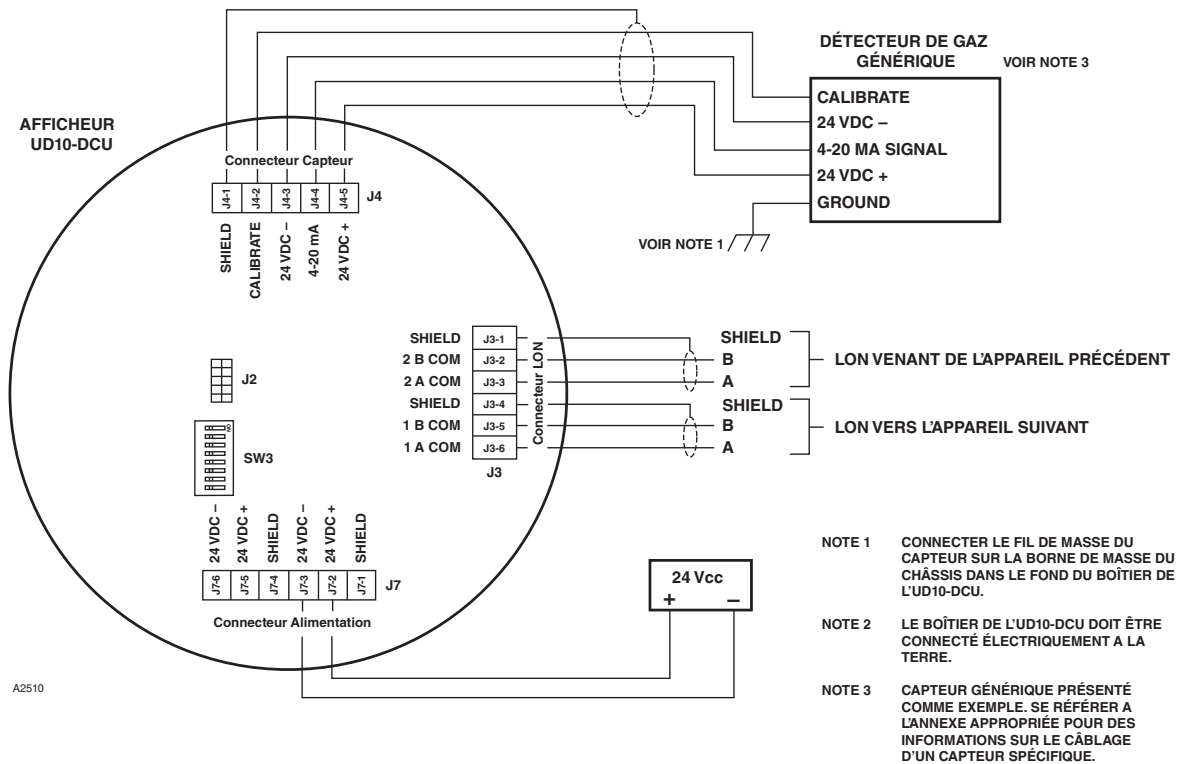 DÉTECTEUR DE GAZ
GÉNÉRIQUE
VOIR NOTE 3
CALIBRATE
24 VDC –
4-20 MA SIGNAL
24 VDC +
GROUND
VOIR NOTE 1
AFFICHEUR
UD10-DCU
Connecteur Capteur
J4-1
J4-2
J4-3
J4-4
J4-5
J4
SHIELD
CALIBRATE
24 VDC –
4-20 mA
24 VDC +
SHIELD
J3-1
2 B COM
J3-2
2 A COM
J3-3
SHIELD
J3-4
1 B COM
J3-5
1 A COM
J3-6
J3
Connecteur LON
SHIELD
B
A
LON VENANT DE L'APPAREIL PRÉCÉDENT
SHIELD
B
A
LON VERS L'APPAREIL SUIVANT
J2
ON
SW3
24 VDC –
24 VDC +
SHIELD
24 VDC –
24 VDC +
SHIELD
J7-6
J7-5
J7-4
J7-3
J7-2
J7-1
J7
Connecteur Alimentation
24 Vcc
+ –
NOTE 1 CONNECTER LE FIL DE MASSE DU
CAPTEUR SUR LA BORNE DE MASSE DU
CHÂSSIS DANS LE FOND DU BOÎTIER DE
L'UD10-DCU.
NOTE 2 LE BOÎTIER DE L'UD10-DCU DOIT ÊTRE
CONNECTÉ ÉLECTRIQUEMENT A LA
TERRE.
NOTE 3 CAPTEUR GÉNÉRIQUE PRÉSENTÉ
COMME EXEMPLE. SE RÉFÉRER A
L'ANNEXE APPROPRIÉE POUR DES
INFORMATIONS SUR LE CÂBLAGE
D'UN CAPTEUR SPÉCIFIQUE.
A2510